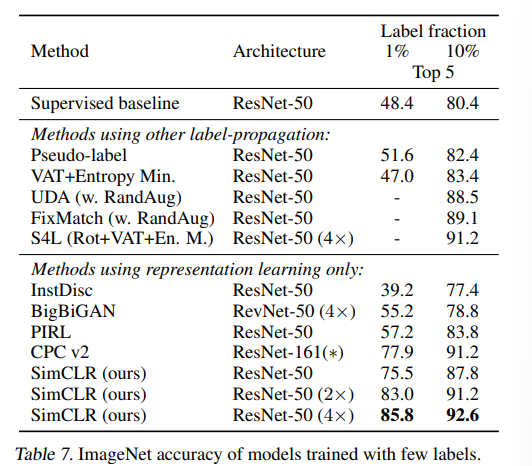 Label fraction
Method Architecture 1% 10%
Top 5
Supervised baseline ResNet-50 48.4 80.4
Methods using other label-propagation:
Pseudo-label ResNet-50 51.6 82.4
VAT+Entropy Min. ResNet-50 47.0 83.4
UDA (w. RandAug) ResNet-50 - 88.5
FixMatch (w. RandAug) ResNet-50 - 89.1
S4L (Rot+VAT+En. M.) ResNet-50 (4×) - 91.2
Methods using representation learning only:
InstDisc ResNet-50 39.2 77.4
BigBiGAN RevNet-50 (4×) 55.2 78.8
PIRL ResNet-50 57.2 83.8
CPC v2 ResNet-161(∗) 77.9 91.2
SimCLR (ours) ResNet-50 75.5 87.8
SimCLR (ours) ResNet-50 (2×) 83.0 91.2
SimCLR (ours) ResNet-50 (4×) 85.8 92.6
Table 7. ImageNet accuracy of models trained with few labels.